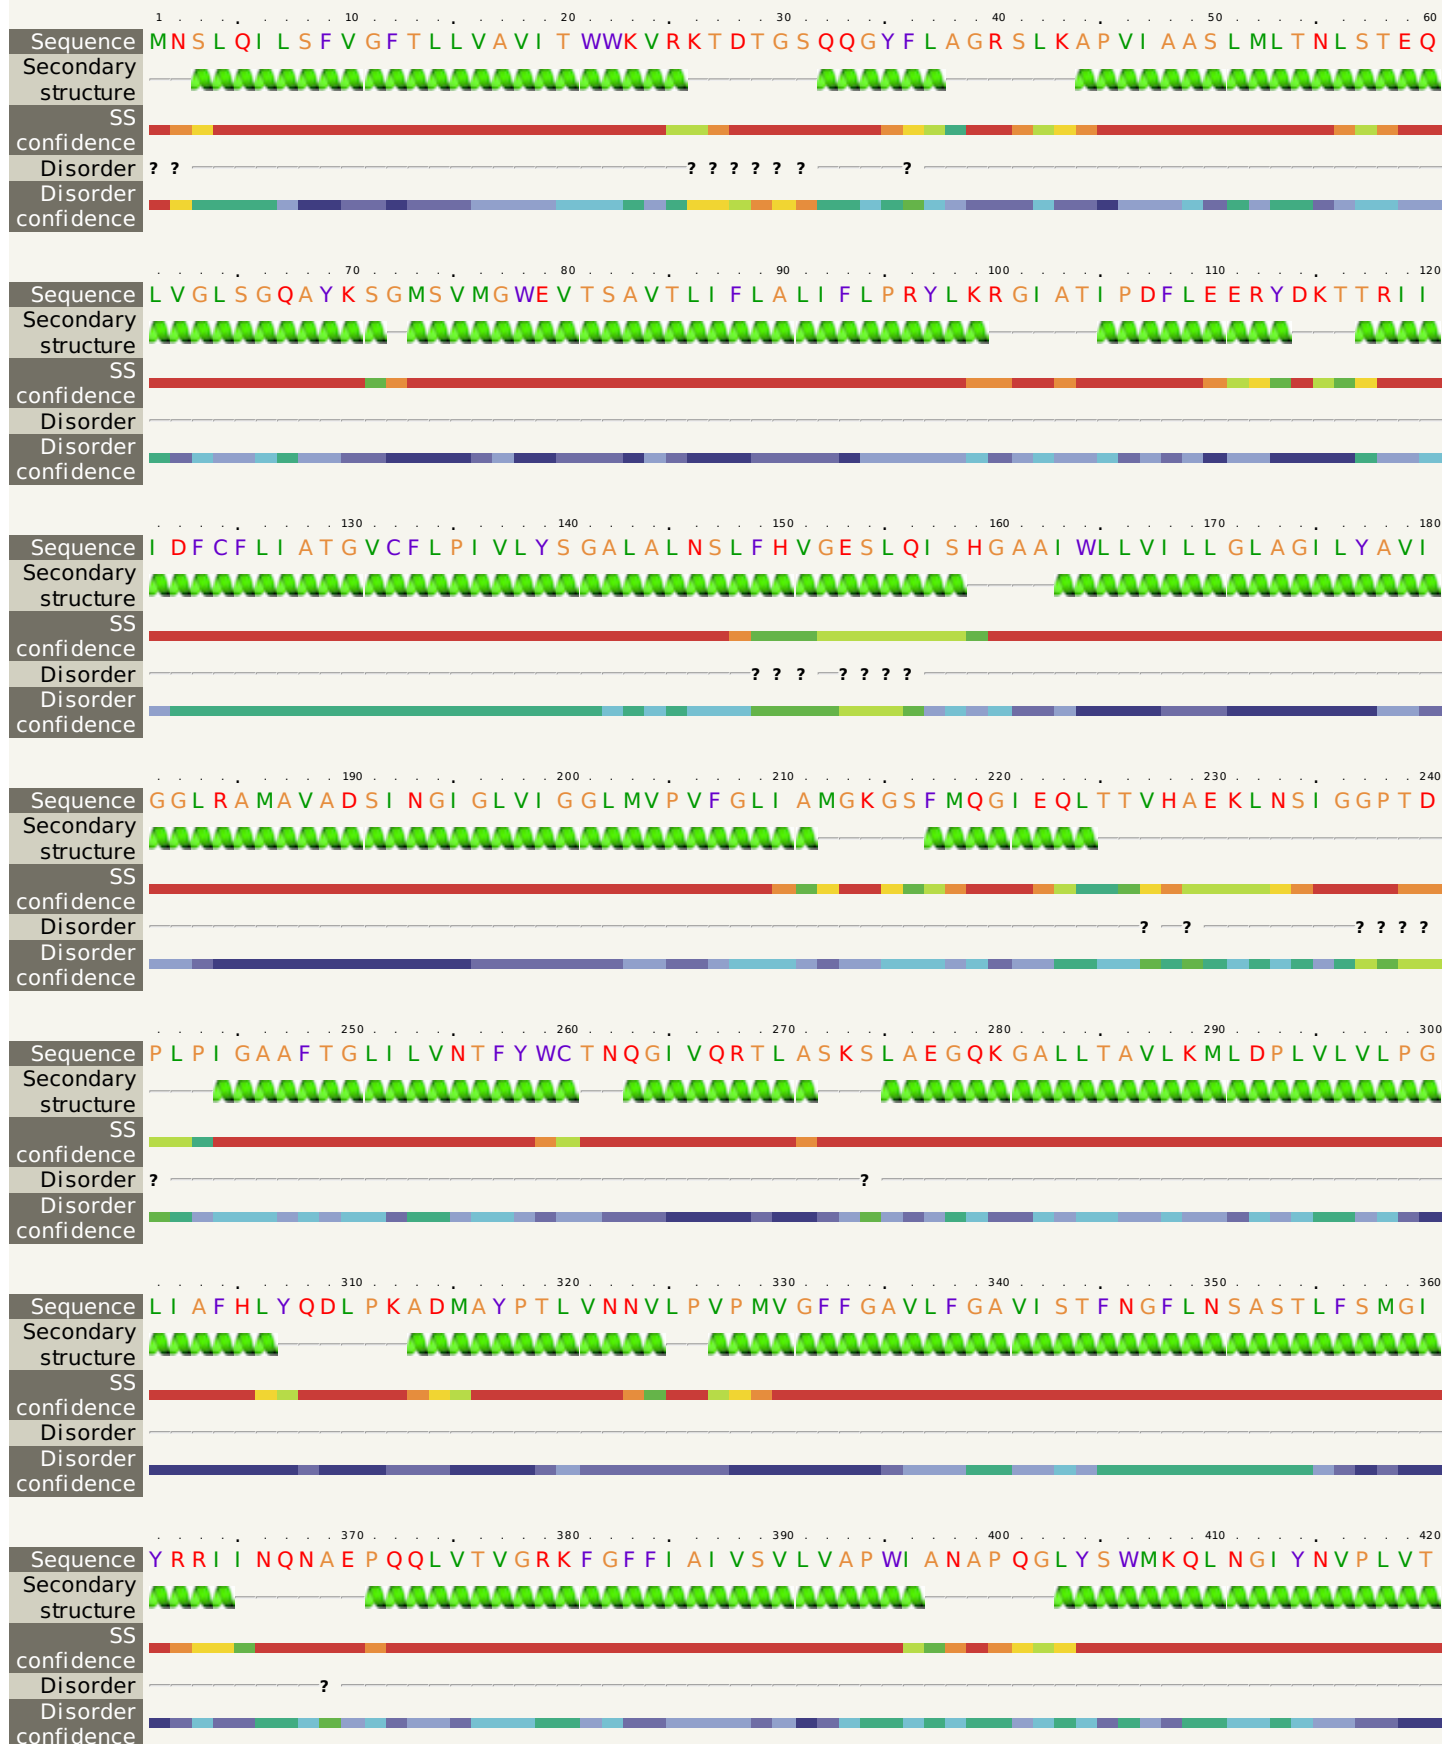 1 10 20 30 40 50 60
Sequence MNSLQILSFVGFTLLVAVITWWKVRKTDTGSQQGYFLAGRSLKAPVIAASLMLTNLSTEQ
Secondary
structure
SS
confidence
Disorder ? ? ? ? ? ? ? ? ?
Disorder
confidence
70 80 90 100 110 120
Sequence LVGLSGQAYKSGMSVMGWEVTSAVTLIFLALIFLPRYLKRGIATIPDFLEERYDKTTRII
Secondary
structure
SS
confidence
Disorder
Disorder
confidence
130 140 150 160 170 180
Sequence IDFCFLIATGVCFLPIVLYSGALALNSLFHVGESLQISHGAAIWLLVILLGLAGILYAVI
Secondary
structure
SS
confidence
Disorder ? ? ? ? ? ? ?
Disorder
confidence
190 200 210 220 230 240
Sequence GGLRAMAVADSINGIGLVIGGLMVPVFGLIAMGKGSFMQGIEQLTTVHAEKLNSIGGPTD
Secondary
structure
SS
confidence
Disorder ? ? ? ? ? ?
Disorder
confidence
250 260 270 280 290 300
Sequence PLPIGAAFTGLILVNTFYWCTNQGIVQRTLASKSLAEGQKGALLTAVLKMLDPLVLVLPG
Secondary
structure
SS
confidence
Disorder ? ?
Disorder
confidence
310 320 330 340 350 360
Sequence LIAFHLYQDLPKADMAYPTLVNNVLPVPMVGFFGAVLFGAVISTFNGFLNSASTLFSMGI
Secondary
structure
SS
confidence
Disorder
Disorder
confidence
370 380 390 400 410 420
Sequence YRRIINQNAEPQQLVTVGRKFGFFIAIVSVLVAPWIANAPQGLYSWMKQLNGIYNVPLVT
Secondary
structure
SS
confidence
Disorder ?
Disorder
confidence